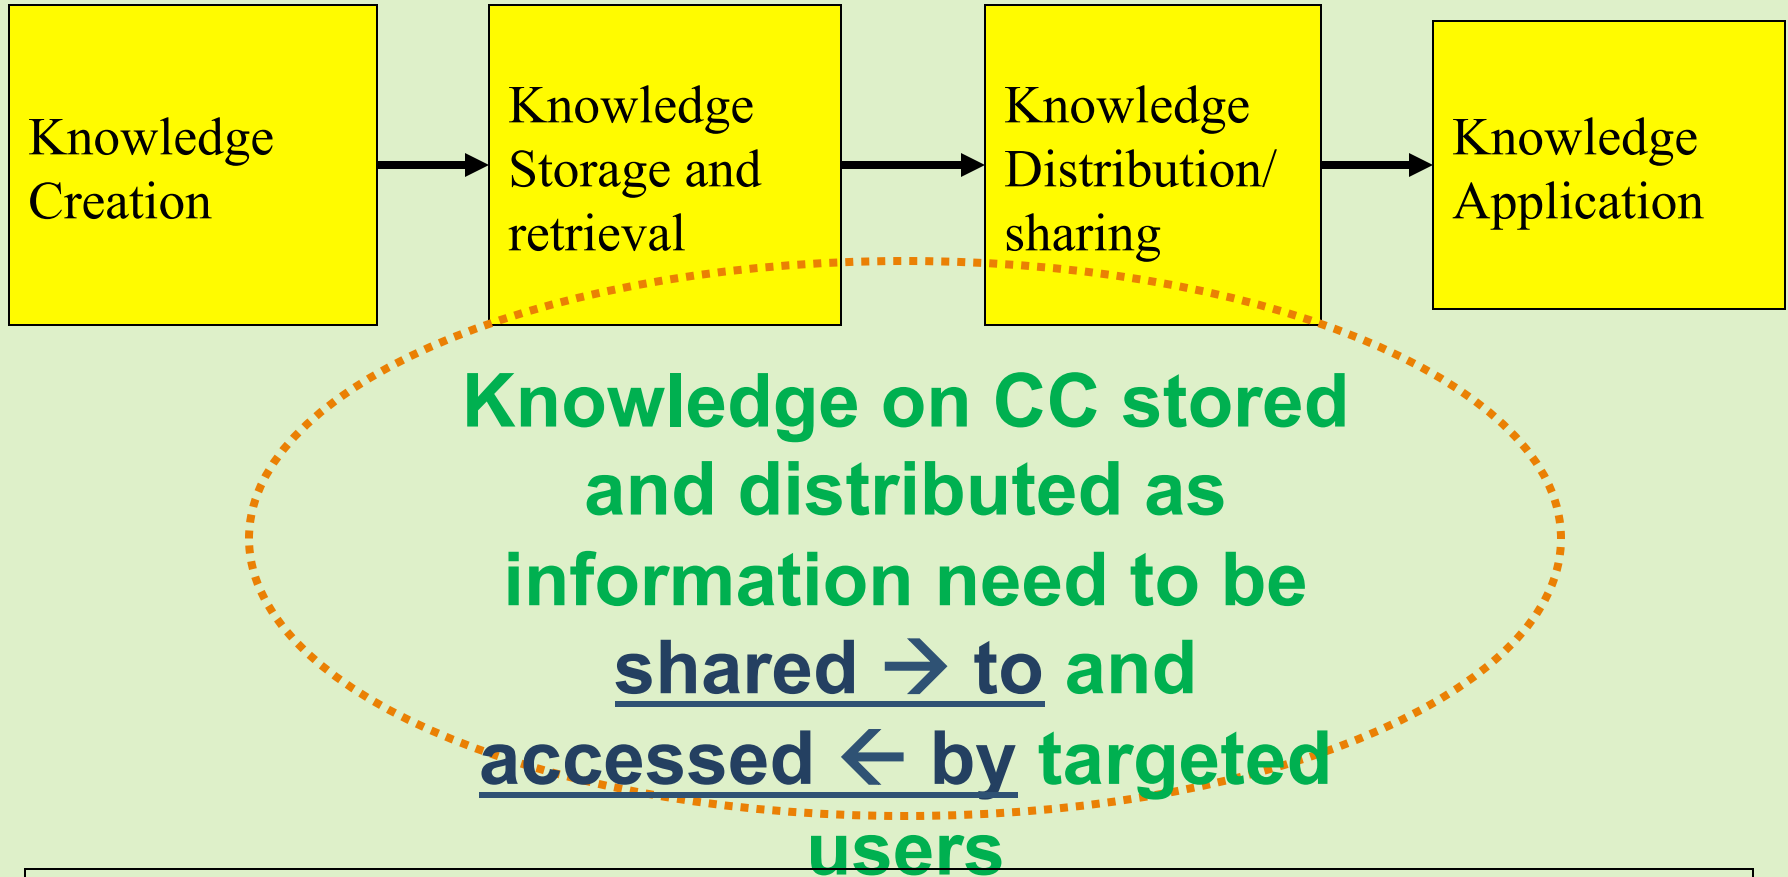 Knowledge
Creation
Knowledge
Storage and
retrieval
Knowledge
Distribution/
sharing
Knowledge
Application
Knowledge on CC stored
and distributed as
information need to be
shared → to and
accessed ← by targeted
users